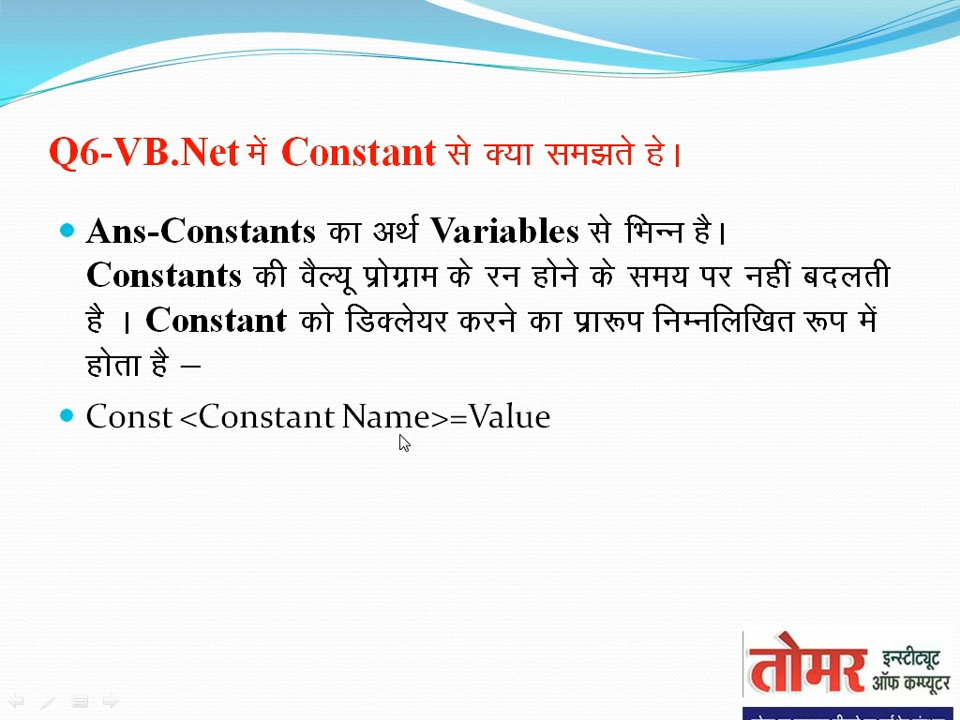 Q6-VB.Net में Constant से क्या समझते हे।
Ans-Constants का अर्थ Variables से भिन्न है।
Constants की वैल्यू प्रोग्राम के रन होने के समय पर नहीं बदलती
है । Constant को डिक्लेयर करने का प्रारूप निम्नलिखित रूप में
होता है –
Const <Constant Name>=Value
तोमर इन्स्टीट्यूट
ऑफ कम्प्यूटर